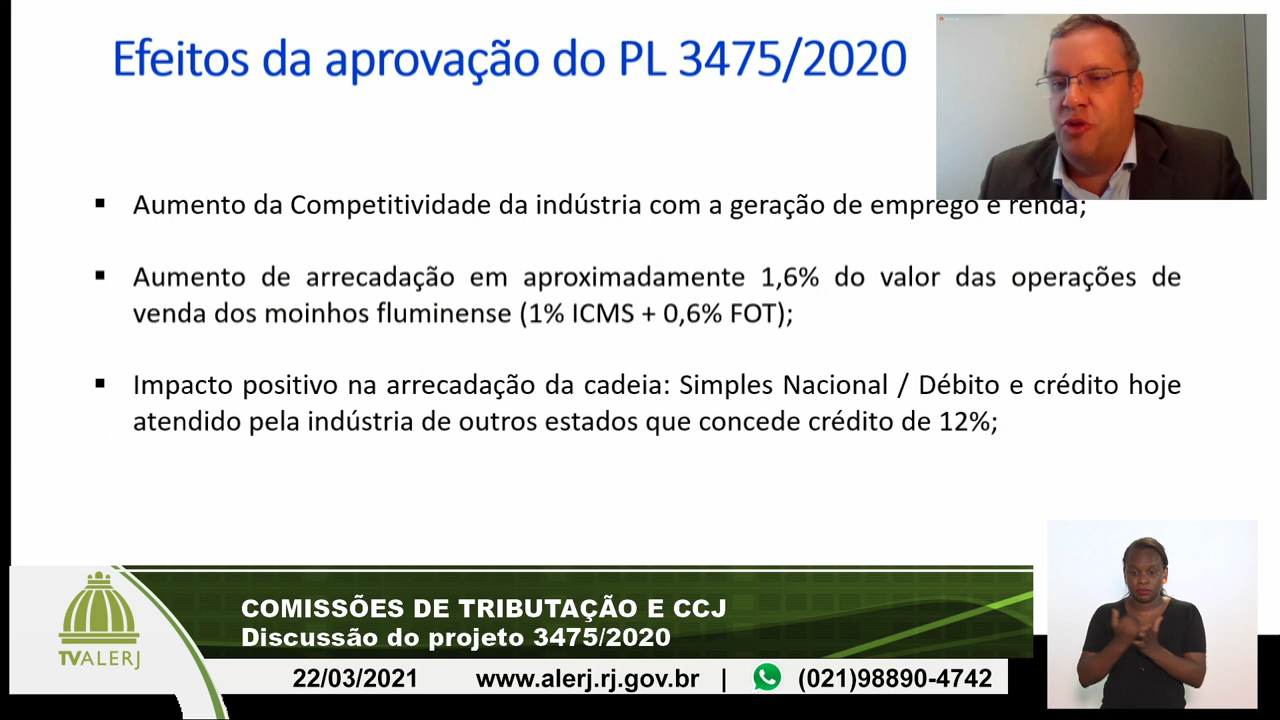 Efeitos da aprovação do PL 3475/2020
▪ Aumento da Competitividade da indústria com a geração de emprego e renda;
▪ Aumento de arrecadação em aproximadamente 1,6% do valor das operações de
venda dos moinhos fluminense (1% ICMS + 0,6% FOT);
▪ Impacto positivo na arrecadação da cadeia: Simples Nacional / Débito e crédito hoje
atendido pela indústria de outros estados que concede crédito de 12%;
COMISSÕES DE TRIBUTAÇÃO E CCJ
Discussão do projeto 3475/2020
TVALERJ
22/03/2021 www.alerj.rj.gov.br | (021)98890-4742